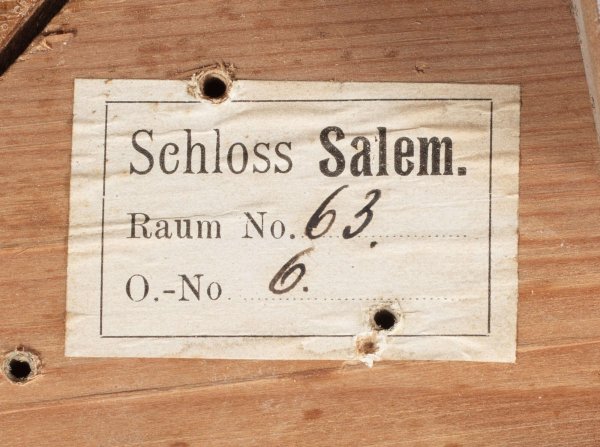 Schloss Salem.
Raum No. 63.
O.-No 6.